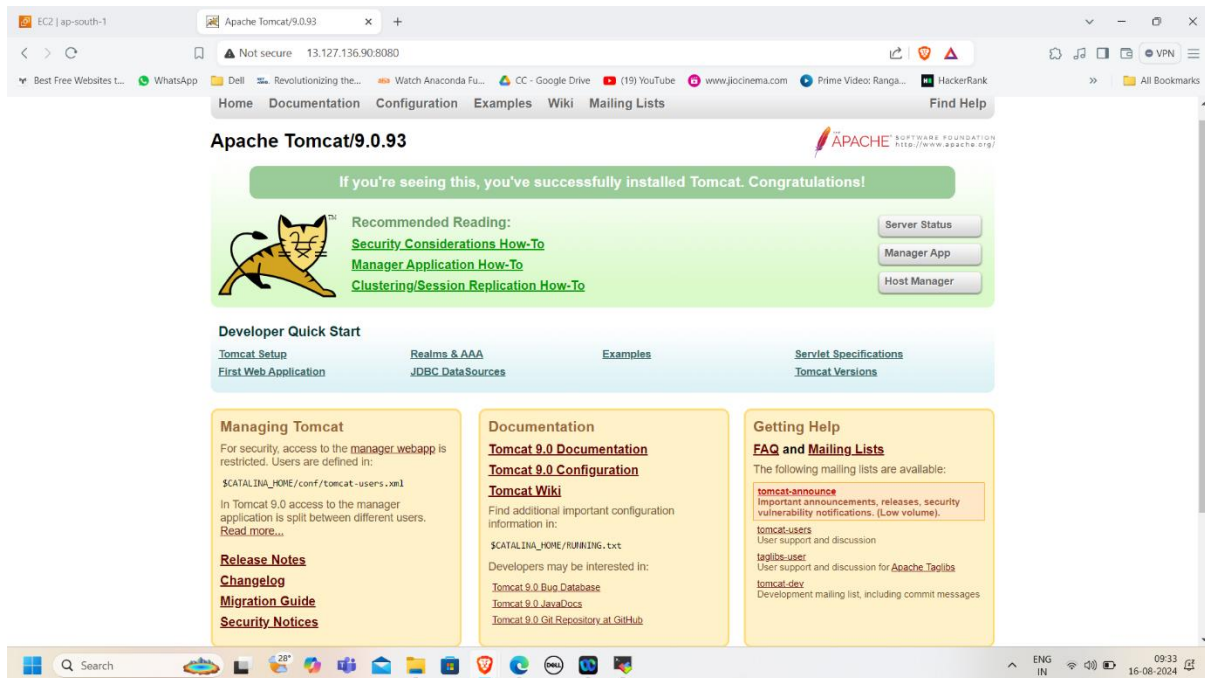 EC2 | ap-south-1
Apache Tomcat/9.0.93
Not secure 13.127.136.90:8080
VPN
Best Free Websites t...
WhatsApp
Dell
Revolutionizing the...
Watch Anaconda Fu...
CC - Google Drive
(19) YouTube
www.jiocinema.com
Prime Video: Ranga...
HackerRank
»
All Bookmarks
Home Documentation Configuration Examples Wiki Mailing Lists Find Help
Apache Tomcat/9.0.93
THE
APACHE™ SOFTWARE FOUNDATION
http://www.apache.org/
If you're seeing this, you've successfully installed Tomcat. Congratulations!
TM
Recommended Reading:
Security Considerations How-To
Manager Application How-To
Clustering/Session Replication How-To
Server Status
Manager App
Host Manager
Developer Quick Start
Tomcat Setup
First Web Application
Realms & AAA
JDBC DataSources
Examples
Servlet Specifications
Tomcat Versions
Managing Tomcat
For security, access to the manager webapp is
restricted. Users are defined in:
$CATALINA_HOME/conf/tomcat-users.xml
In Tomcat 9.0 access to the manager
application is split between different users.
Read more...
Release Notes
Changelog
Migration Guide
Security Notices
Documentation
Tomcat 9.0 Documentation
Tomcat 9.0 Configuration
Tomcat Wiki
Find additional important configuration
information in:
$CATALINA_HOME/RUNNING.txt
Developers may be interested in:
Tomcat 9.0 Bug Database
Tomcat 9.0 JavaDocs
Tomcat 9.0 Git Repository at GitHub
Getting Help
FAQ and Mailing Lists
The following mailing lists are available:
tomcat-announce
Important announcements, releases, security
vulnerability notifications. (Low volume).
tomcat-users
User support and discussion
taglibs-user
User support and discussion for Apache Taglibs
tomcat-dev
Development mailing list, including commit messages
Search
28°
DELL
ENG
IN
09:33
16-08-2024